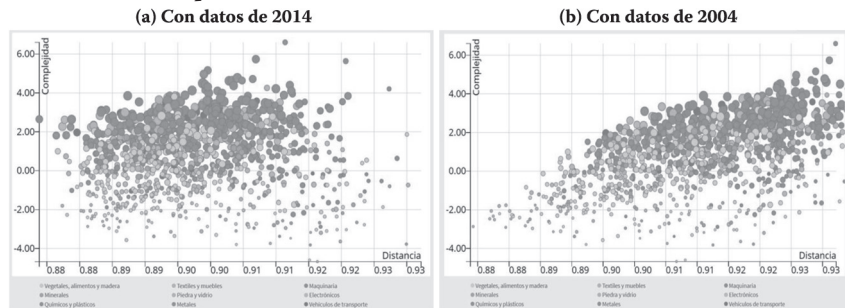 (a) Con datos de 2014
Complejidad
6.00
4.00
2.00
0.00
-2.00
-4.00
Distancia
0.88 0.88 0.89 0.89 0.90 0.90 0.91 0.91 0.92 0.92 0.93 0.93
Vegetales, alimentos y madera Textiles y muebles Maquinaria
Minerales Piedra y vidrio Electrónicos
Químicos y plásticos Metales Vehículos de transporte
(b) Con datos de 2004
Complejidad
6.00
4.00
2.00
0.00
-2.00
-4.00
Distancia
0.88 0.88 0.89 0.89 0.90 0.90 0.91 0.91 0.92 0.92 0.93 0.93
Vegetales, alimentos y madera Textiles y muebles Maquinaria
Minerales Piedra y vidrio Electrónicos
Químicos y plásticos Metales Vehículos de transporte